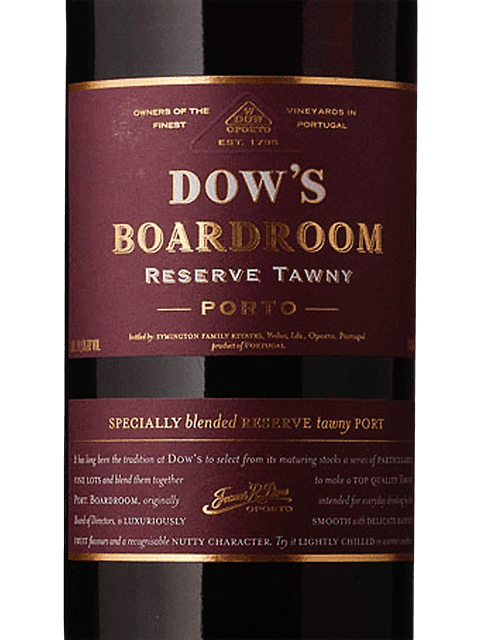 OWNERS OF THE FINEST
VINEYARDS IN PORTUGAL
DOW
OPORTO
EST. 1798
DOW'S
BOARDROOM
RESERVE TAWNY
PORTO
bottled by: SYMINGTON FAMILY ESTATES, Vinhos, Lda., Oporto, Portugal
product of PORTUGAL
SPECIALLY blended RESERVE tawny PORT
It has long been the tradition at DOW'S to select from its maturing stocks a series of
FINE LOTS and blend them together to make a TOP QUALITY
PORT. BOARDROOM, originally intended for everyday drinking
Board of Directors, is LUXURIOUSLY SMOOTH with DELICATE
FRUIT flavours and a recognisable NUTTY CHARACTER. Try it LIGHTLY CHILLED in
OPORTO